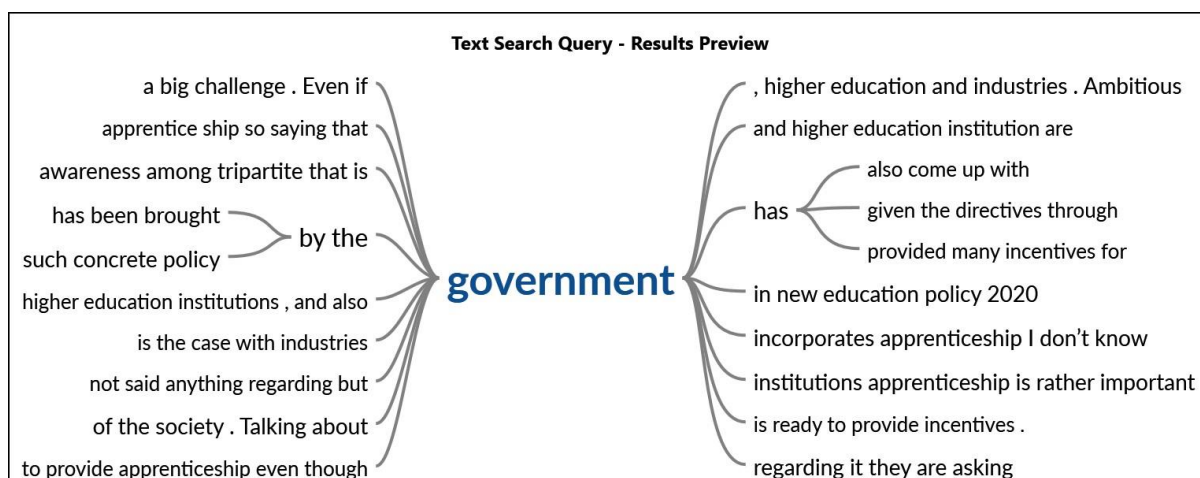 Text Search Query - Results Preview
a big challenge . Even if
apprentice ship so saying that
awareness among tripartite that is
has been brought
such concrete policy
by the
higher education institutions , and also
is the case with industries
not said anything regarding but
of the society . Talking about
to provide apprenticeship even though
government
, higher education and industries . Ambitious
and higher education institution are
has
also come up with
given the directives through
provided many incentives for
in new education policy 2020
incorporates apprenticeship I don’t know
institutions apprenticeship is rather important
is ready to provide incentives .
regarding it they are asking